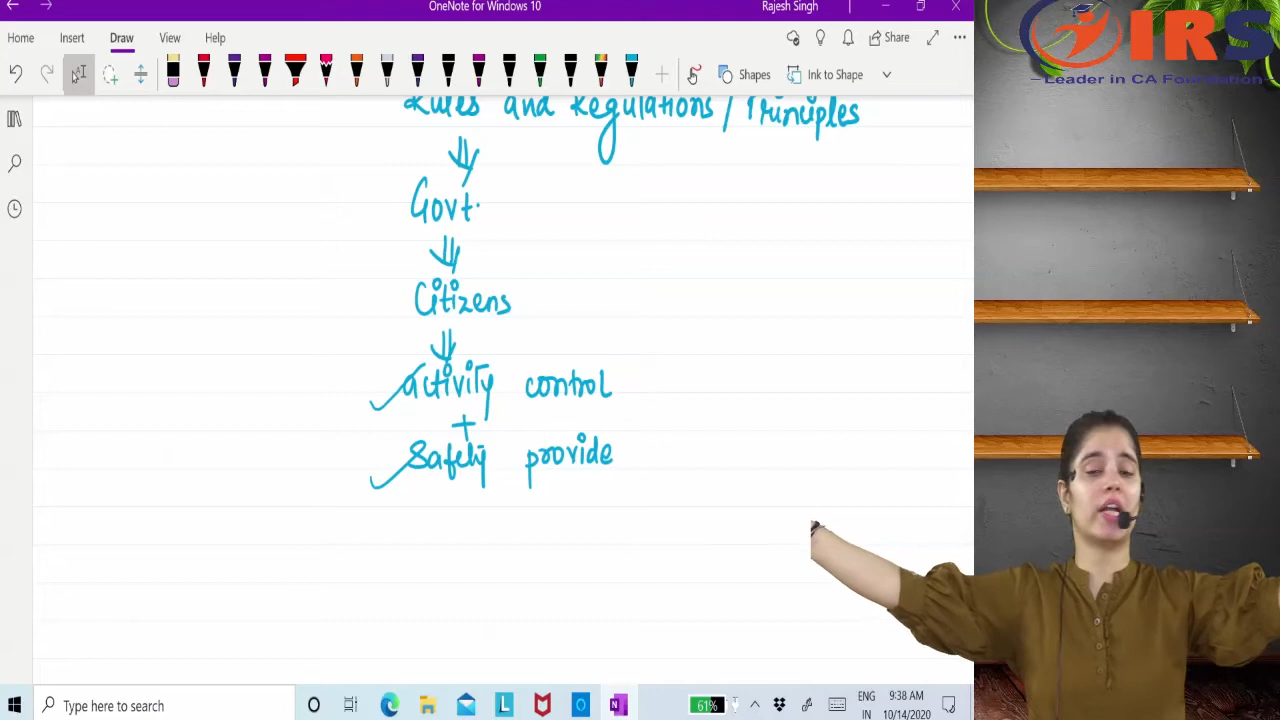 OneNote for Windows 10
Rajesh Singh
Home Insert Draw View Help
Share
Shapes
Ink to Shape
IRS
Leader in CA Foundation
Rules and Regulations / Principles
Govt.
Citizens
activity control
+
Safety provide
Type here to search
61%
ENG
IN
9:38 AM
10/14/2020